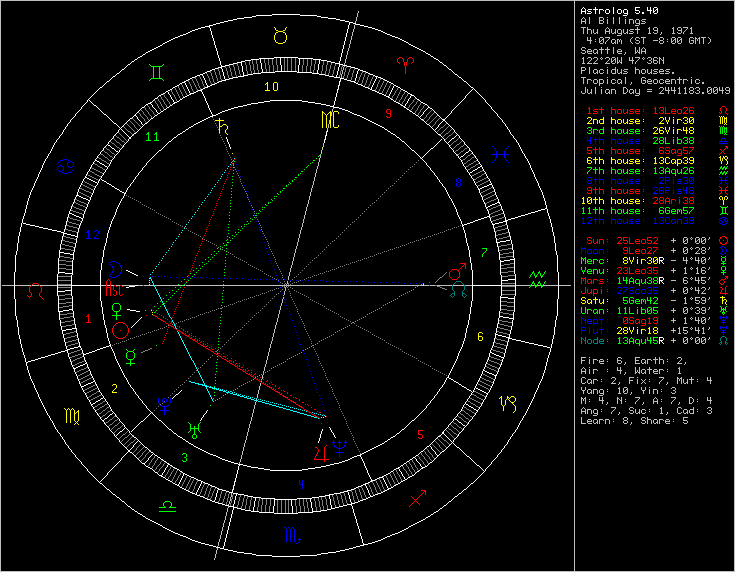 10
9
11
MC
8
12
7
Asc
1
6
2
5
3
4
Astrolog 5.40
Al Billings
Thu August 19, 1971
4:07am (ST -8:00 GMT)
Seattle, WA
122°20W 47°36N
Placidus houses.
Tropical, Geocentric.
Julian Day = 2441183.0049
1st house: 13Leo26
2nd house: 2Vir30
3rd house: 26Vir48
4th house: 28Lib38
5th house: 6Sag57
6th house: 13Cap39
7th house: 13Aqu26
8th house: 2Pis30
9th house: 26Pis48
10th house: 28Ari38
11th house: 6Gem57
12th house: 13Can39
Sun: 25Leo52 + 0°00'
Moon: 9Leo27 + 0°28'
Merc: 8Vir30R - 4°40'
Venu: 23Leo35 + 1°16'
Mars: 14Aqu38R - 6°45'
Jupi: + 0°42'
Satu: 5Gem42 - 1°59'
Uran: 11Lib05 + 0°39'
Nept: 0Sag19 + 1°40'
Plut: 28Vir18 +15°41'
Node: 13Aqu45R + 0°00'
Fire: 6, Earth: 2,
Air : 4, Water: 1
Car: 2, Fix: 7, Mut: 4
Yang: 10, Yin: 3
M: 4, N: 7, A: 7, D: 4
Ang: 7, Suc: 1, Cad: 3
Learn: 8, Share: 5